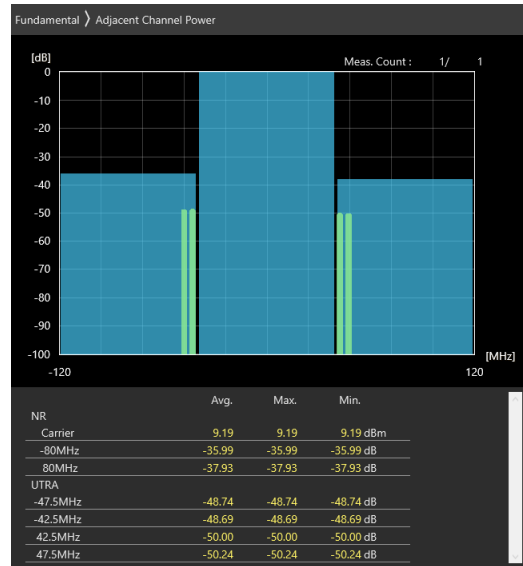 Fundamental 〉 Adjacent Channel Power
[dB]
Meas. Count : 1/ 1
0
-10
-20
-30
-40
-50
-60
-70
-80
-90
-100
[MHz]
-120 120
Avg. Max. Min.
NR
Carrier 9.19 9.19 9.19 dBm
-80MHz -35.99 -35.99 -35.99 dB
80MHz -37.93 -37.93 -37.93 dB
UTRA
-47.5MHz -48.74 -48.74 -48.74 dB
-42.5MHz -48.69 -48.69 -48.69 dB
42.5MHz -50.00 -50.00 -50.00 dB
47.5MHz -50.24 -50.24 -50.24 dB